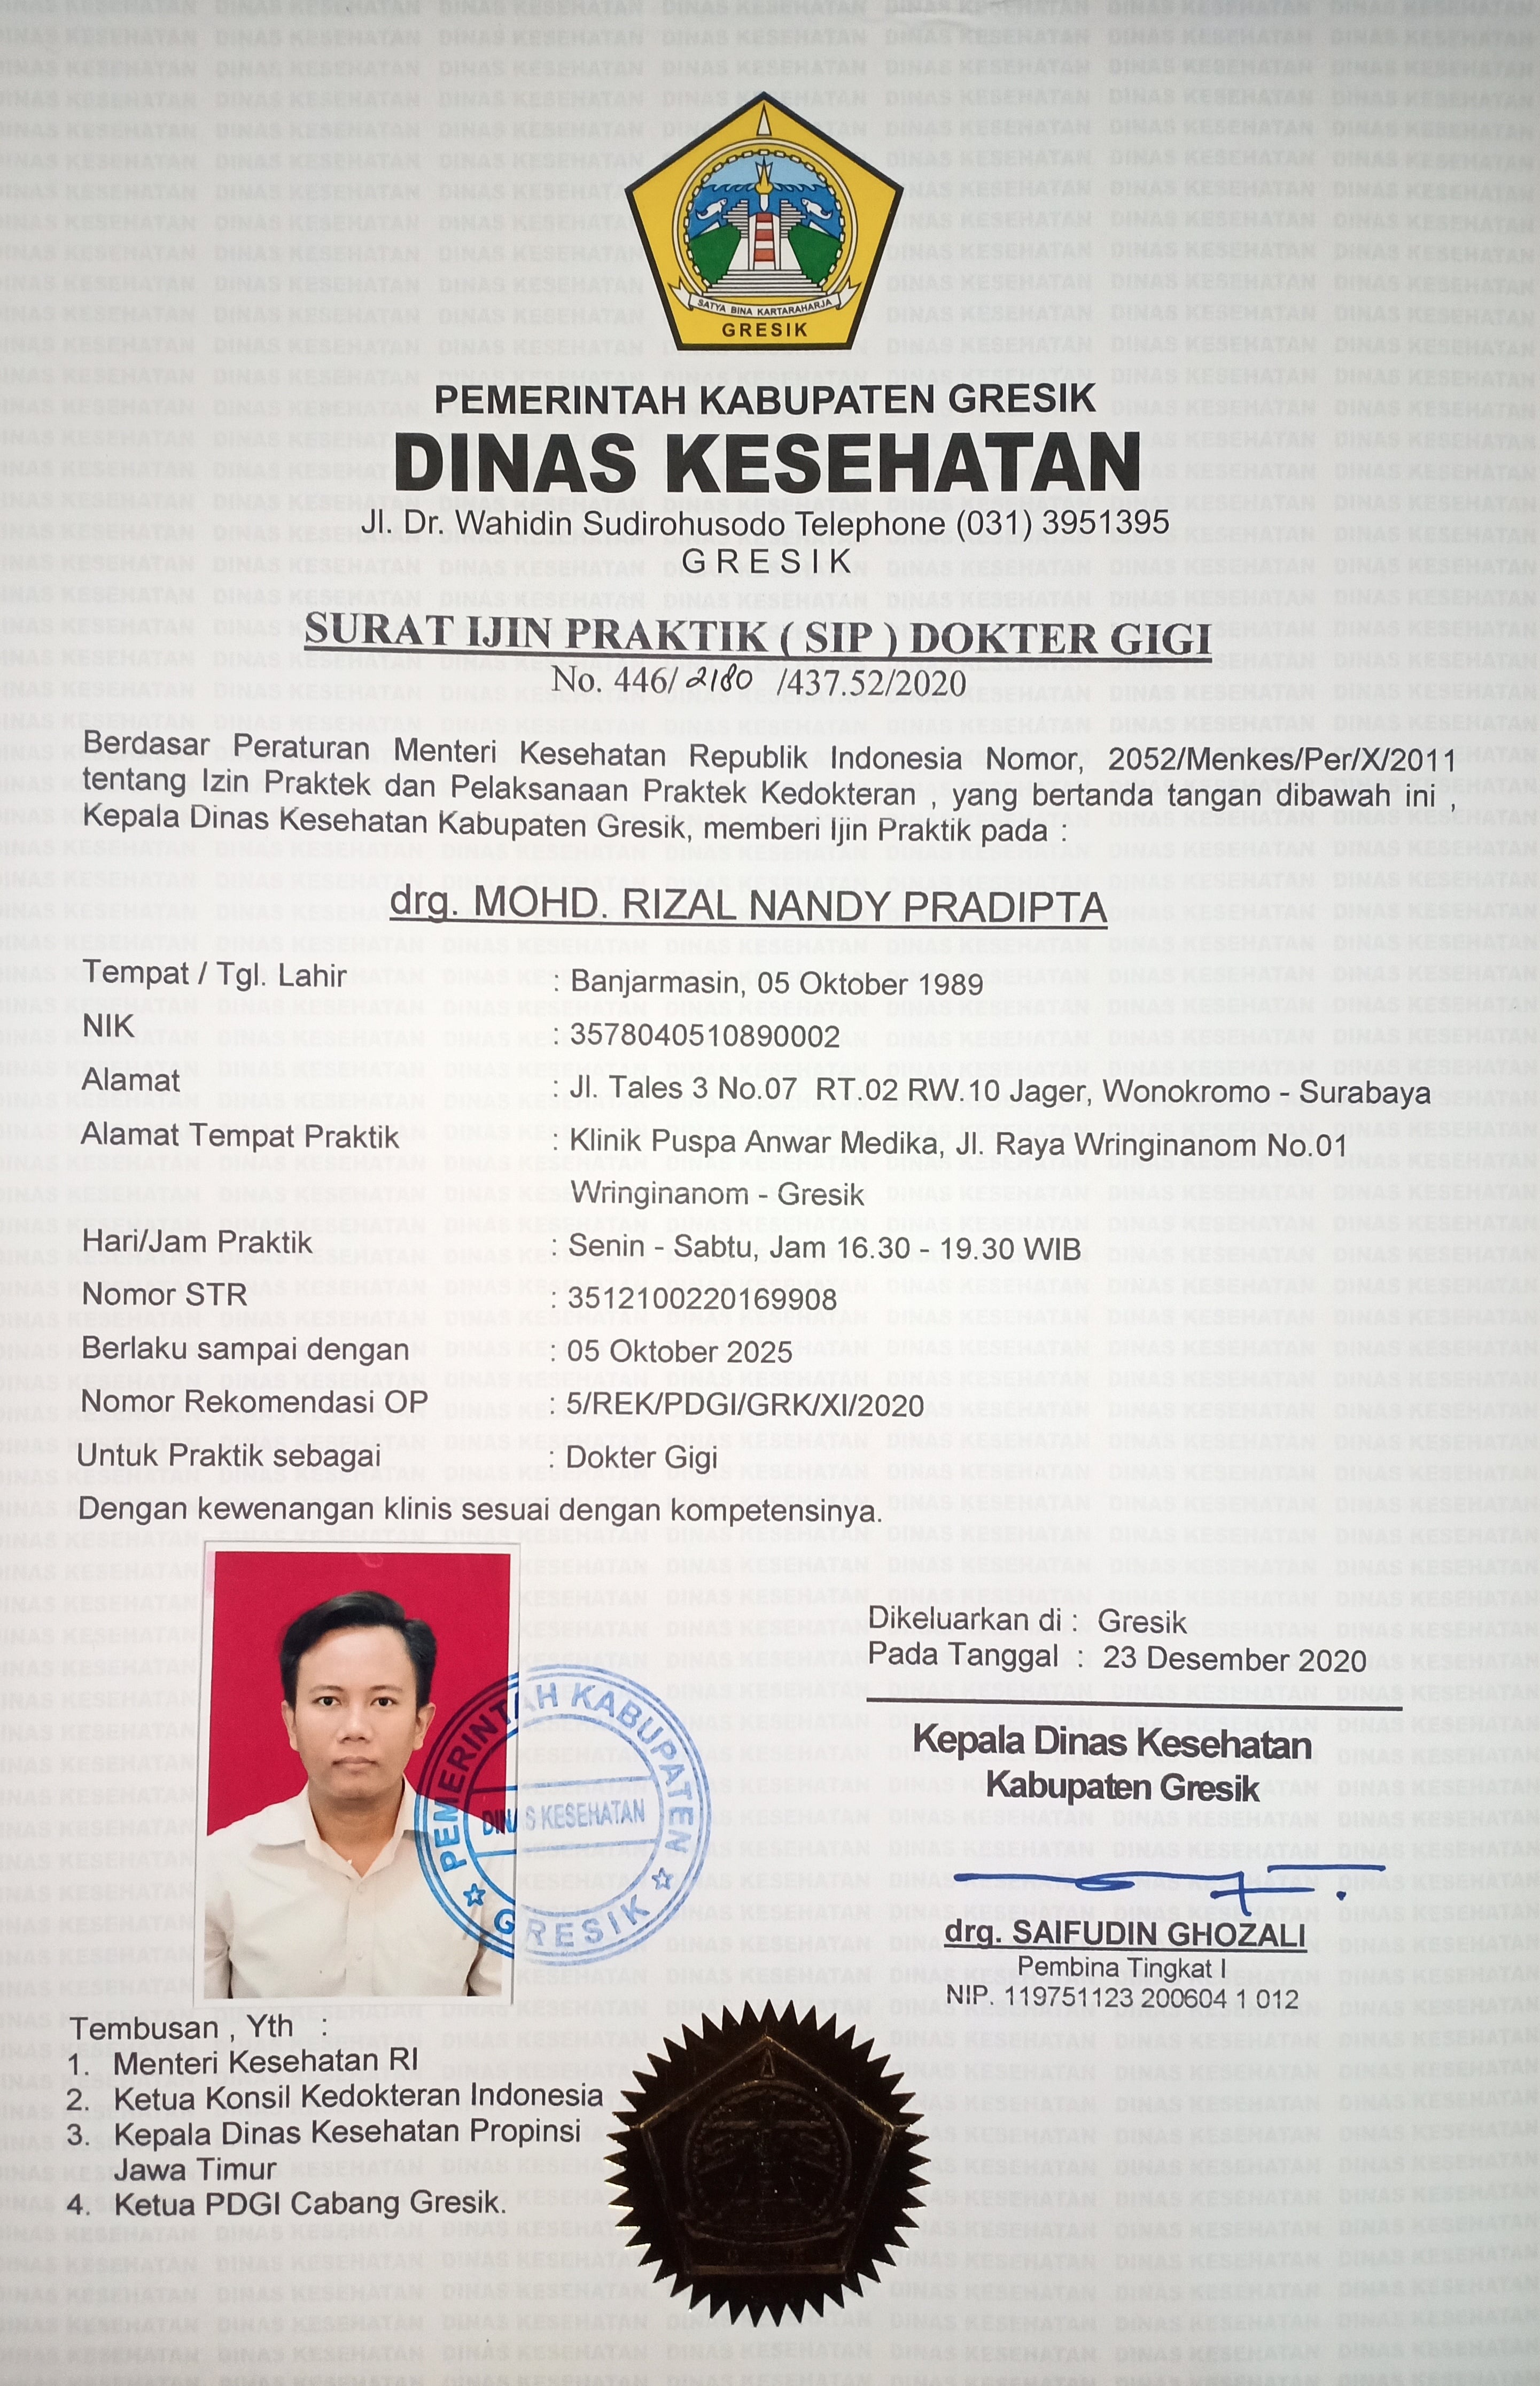 SATYA BINA KARTARAHARJA
GRESIK
PEMERINTAH KABUPATEN GRESIK
DINAS KESEHATAN
Jl. Dr. Wahidin Sudirohusodo Telephone (031) 3951395
GRESIK
SURAT IJIN PRAKTIK ( SIP ) DOKTER GIGI
No. 446/ 2180 /437.52/2020
Berdasar Peraturan Menteri Kesehatan Republik Indonesia Nomor, 2052/Menkes/Per/X/2011
tentang Izin Praktek dan Pelaksanaan Praktek Kedokteran , yang bertanda tangan dibawah ini ,
Kepala Dinas Kesehatan Kabupaten Gresik, memberi Ijin Praktik pada :
drg. MOHD. RIZAL NANDY PRADIPTA
Tempat / Tgl. Lahir : Banjarmasin, 05 Oktober 1989
NIK : 3578040510890002
Alamat : Jl. Tales 3 No.07 RT.02 RW.10 Jager, Wonokromo - Surabaya
Alamat Tempat Praktik : Klinik Puspa Anwar Medika, Jl. Raya Wringinanom No.01
Wringinanom - Gresik
Hari/Jam Praktik : Senin - Sabtu, Jam 16.30 - 19.30 WIB
Nomor STR : 3512100220169908
Berlaku sampai dengan : 05 Oktober 2025
Nomor Rekomendasi OP : 5/REK/PDGI/GRK/XI/2020
Untuk Praktik sebagai : Dokter Gigi
Dengan kewenangan klinis sesuai dengan kompetensinya.
Dikeluarkan di : Gresik
Pada Tanggal : 23 Desember 2020
Kepala Dinas Kesehatan
Kabupaten Gresik
PEMERINTAH KABUPATEN
DINAS KESEHATAN
GRESIK
drg. SAIFUDIN GHOZALI
Pembina Tingkat I
NIP. 119751123 200604 1 012
Tembusan , Yth :
1. Menteri Kesehatan RI
2. Ketua Konsil Kedokteran Indonesia
3. Kepala Dinas Kesehatan Propinsi
Jawa Timur
4. Ketua PDGI Cabang Gresik.